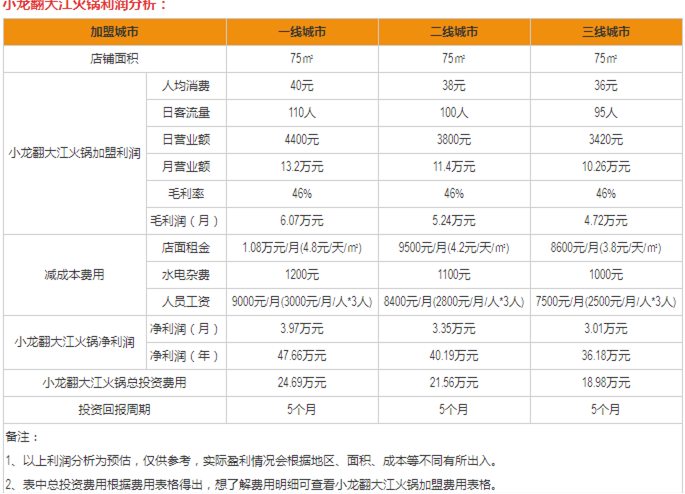 小龙翻大江火锅利润分析：
加盟城市 一线城市 二线城市 三线城市
店铺面积 75㎡ 75㎡ 75㎡
小龙翻大江火锅加盟利润 人均消费 40元 38元 36元
日客流量 110人 100人 95人
日营业额 4400元 3800元 3420元
月营业额 13.2万元 11.4万元 10.26万元
毛利率 46% 46% 46%
毛利润（月） 6.07万元 5.24万元 4.72万元
减成本费用 店面租金 1.08万元/月(4.8元/天/㎡) 9500元/月(4.2元/天/㎡) 8600元/月(3.8元/天/㎡)
水电杂费 1200元 1100元 1000元
人员工资 9000元/月(3000元/月/人*3人) 8400元/月(2800元/月/人*3人) 7500元/月(2500元/月/人*3人)
小龙翻大江火锅净利润 净利润（月） 3.97万元 3.35万元 3.01万元
净利润（年） 47.66万元 40.19万元 36.18万元
小龙翻大江火锅总投资费用 24.69万元 21.56万元 18.98万元
投资回报周期 5个月 5个月 5个月
备注：
1、以上利润分析为预估，仅供参考，实际盈利情况会根据地区、面积、成本等不同有所出入。
2、表中总投资费用根据费用表格得出，想了解费用明细可查看小龙翻大江火锅加盟费用表格。